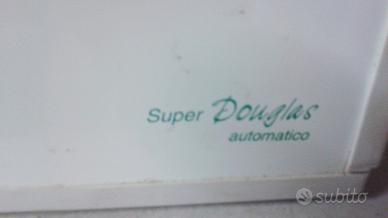 Super Douglas
automatico
subito